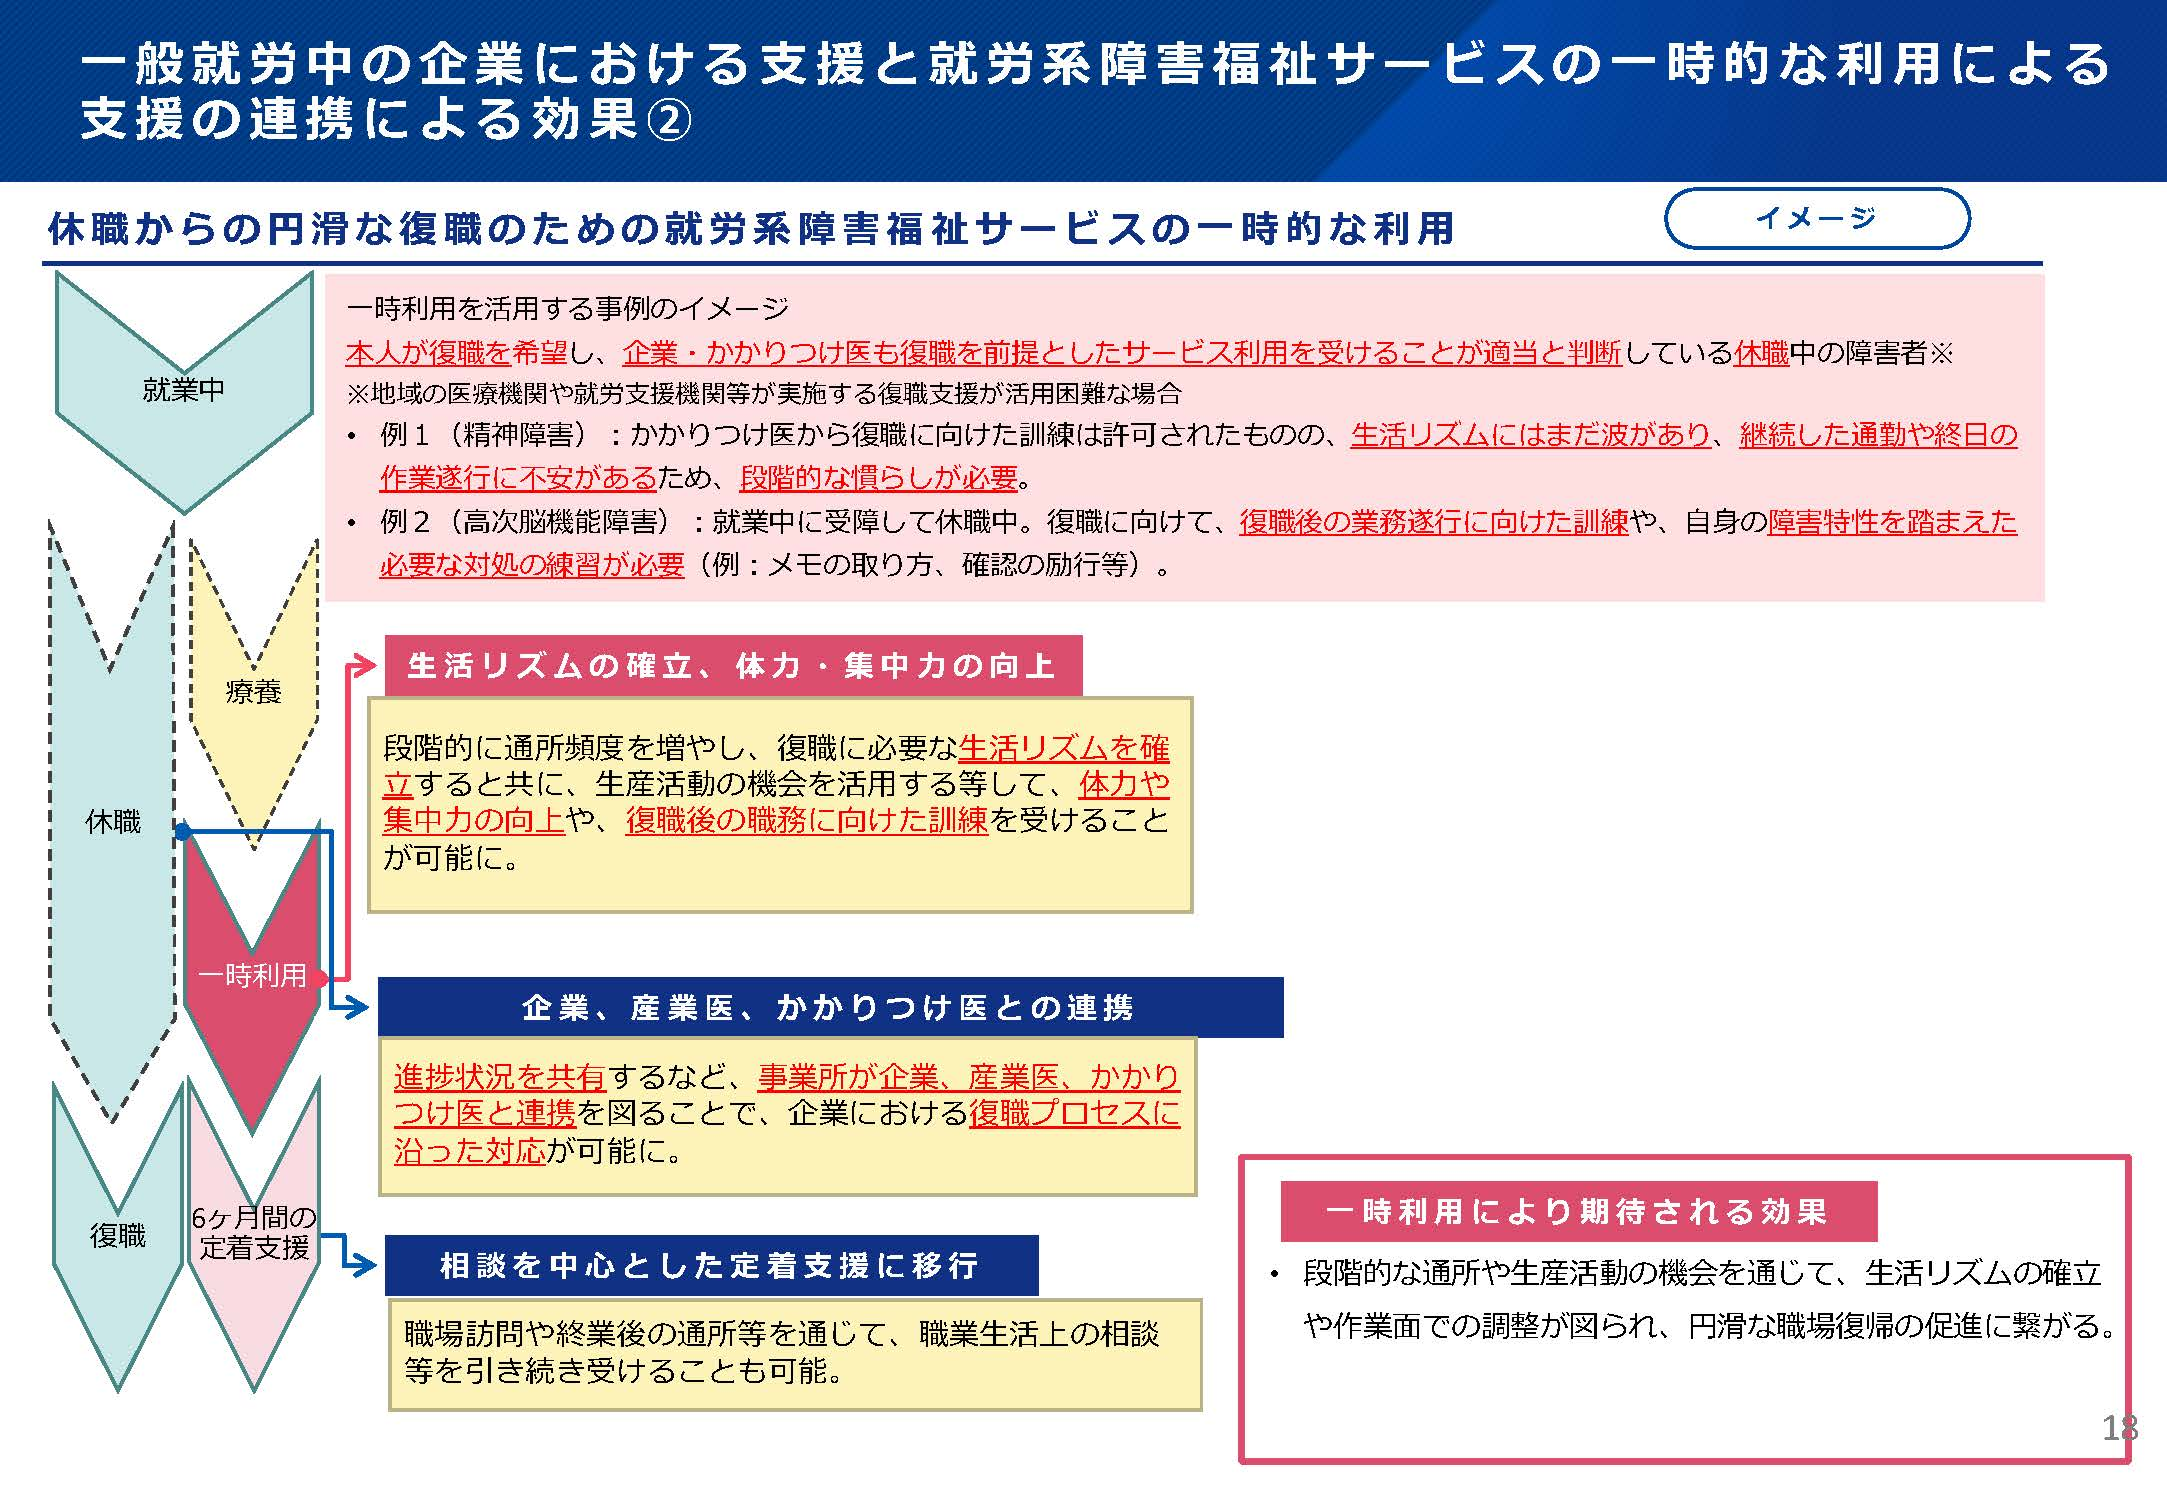 一般就労中の企業における支援と就労系障害福祉サービスの一時的な利用による
支援の連携による効果②
休職からの円滑な復職のための就労系障害福祉サービスの一時的な利用
イメージ
就業中
一時利用を活用する事例のイメージ
本人が復職を希望し、企業・かかりつけ医も復職を前提としたサービス利用を受けることが適当と判断している休職中の障害者※
※地域の医療機関や就労支援機関等が実施する復職支援が活用困難な場合
• 例１（精神障害）：かかりつけ医から復職に向けた訓練は許可されたものの、生活リズムにはまだ波があり、継続した通勤や終日の
作業遂行に不安があるため、段階的な慣らしが必要。
• 例２（高次脳機能障害）：就業中に受障して休職中。復職に向けて、復職後の業務遂行に向けた訓練や、自身の障害特性を踏まえた
必要な対処の練習が必要（例：メモの取り方、確認の励行等）。
療養
休職
一時利用
生活リズムの確立、体力・集中力の向上
段階的に通所頻度を増やし、復職に必要な生活リズムを確
立すると共に、生産活動の機会を活用する等して、体力や
集中力の向上や、復職後の職務に向けた訓練を受けること
が可能に。
企業、産業医、かかりつけ医との連携
進捗状況を共有するなど、事業所が企業、産業医、かかり
つけ医と連携を図ることで、企業における復職プロセスに
沿った対応が可能に。
復職
6ヶ月間の
定着支援
相談を中心とした定着支援に移行
職場訪問や終業後の通所等を通じて、職業生活上の相談
等を引き続き受けることも可能。
一時利用により期待される効果
• 段階的な通所や生産活動の機会を通じて、生活リズムの確立
や作業面での調整が図られ、円滑な職場復帰の促進に繋がる。
18